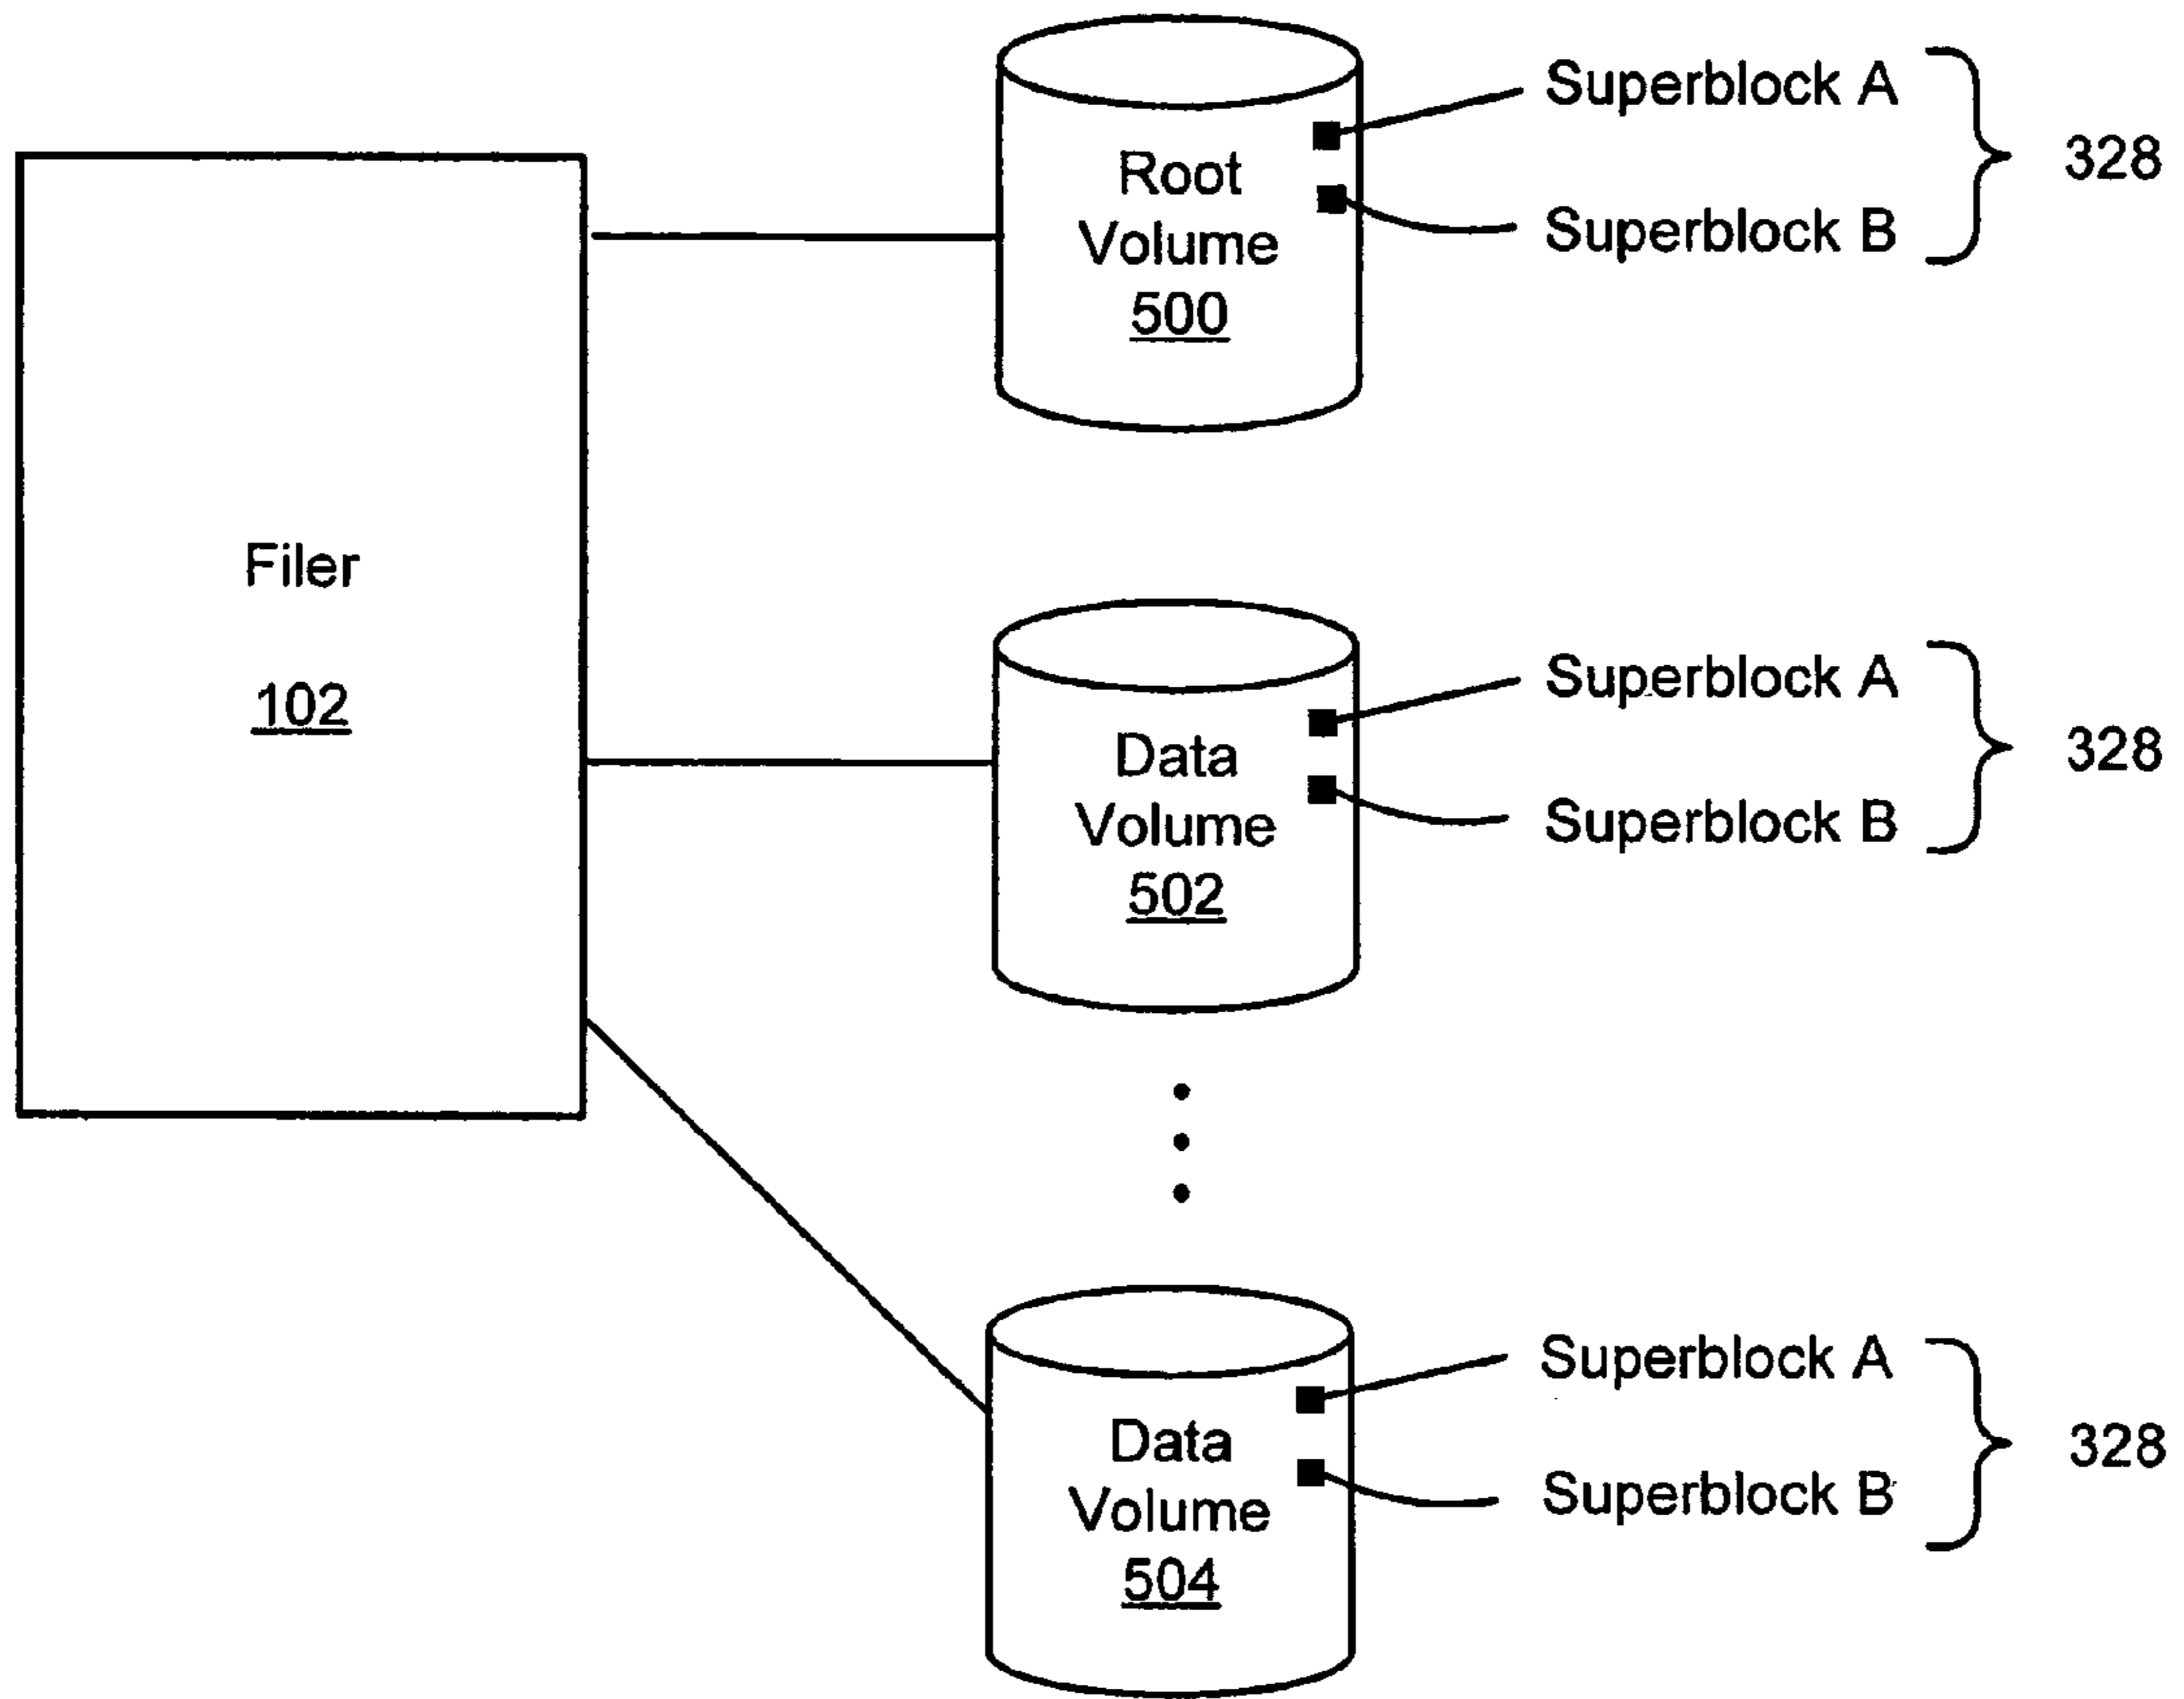 Filer
102
Root
Volume
500
Superblock A
Superblock B
328
Data
Volume
502
Superblock A
Superblock B
328
Data
Volume
504
Superblock A
Superblock B
328